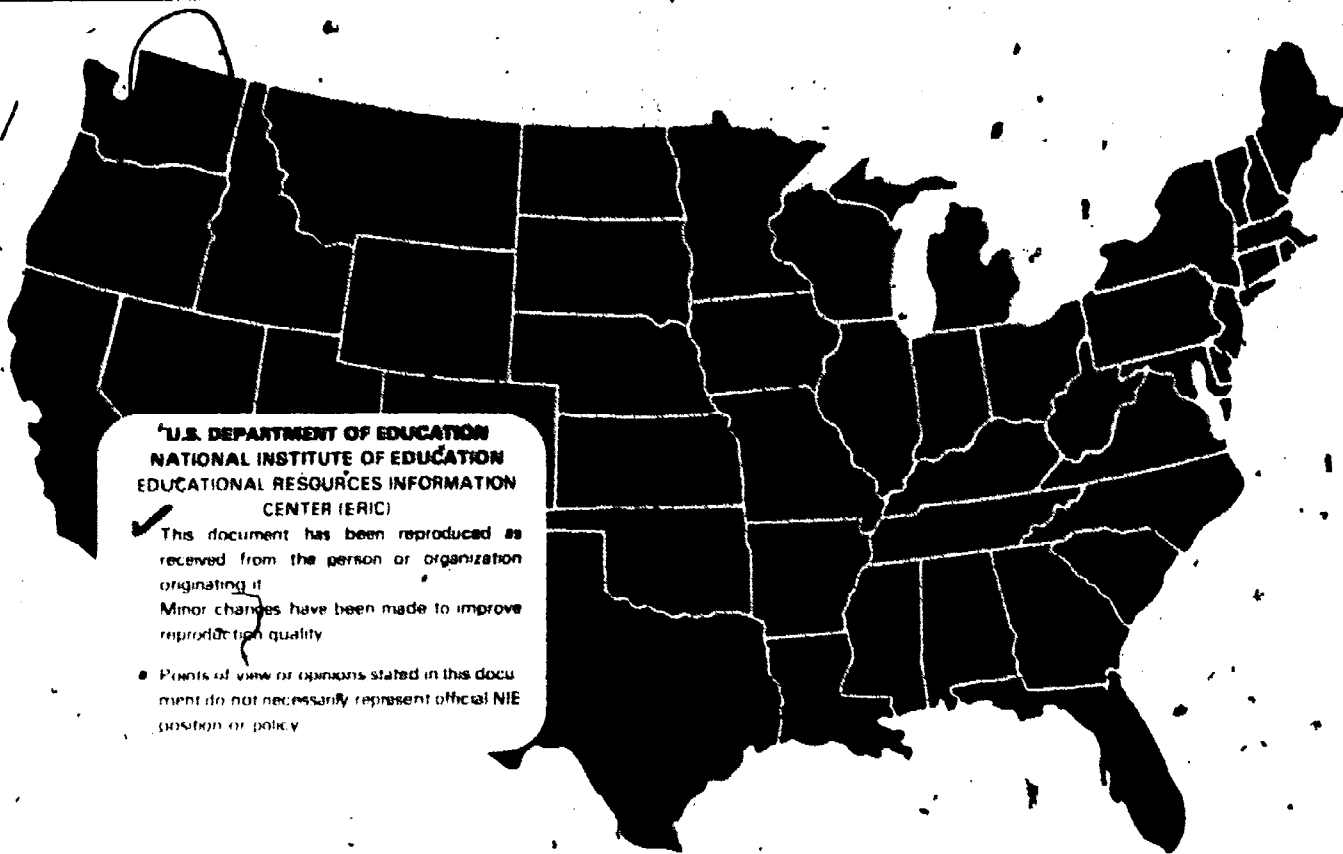 U.S. DEPARTMENT OF EDUCATION
NATIONAL INSTITUTE OF EDUCATION
EDUCATIONAL RESOURCES INFORMATION
CENTER (ERIC)
This document has been reproduced as
received from the person or organization
originating it
Minor changes have been made to improve
reproduction quality
• Points of view or opinions stated in this docu
ment do not necessarily represent official NIE
position or policy